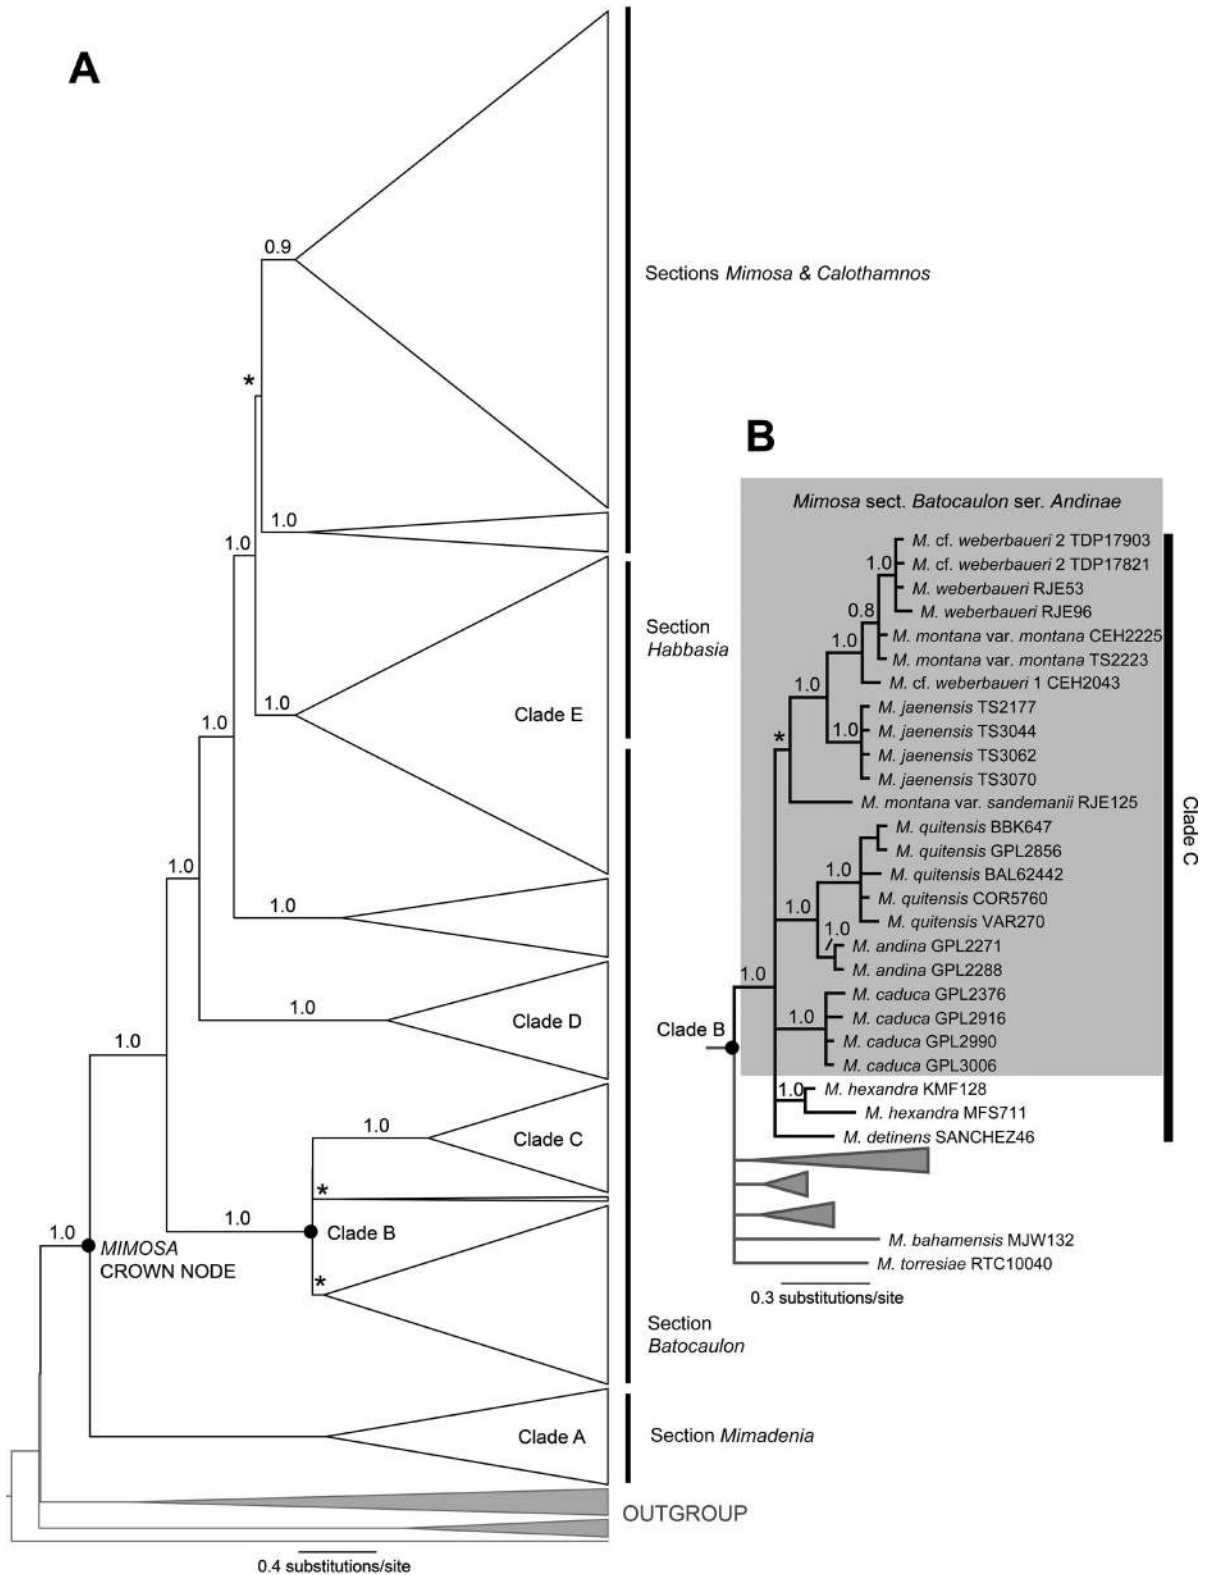 A
0.9
Sections Mimosa & Calothamnos
*
1.0
1.0
Section
Habbasia
1.0
Clade E
1.0
1.0
1.0
1.0
Clade D
1.0
1.0
Clade C
*
1.0
Clade B
*
1.0
MIMOSA
CROWN NODE
Section
Batocaulon
Clade A
Section Mimadenia
OUTGROUP
0.4 substitutions/site
B
Mimosa sect. Batocaulon ser. Andinae
M. cf. weberbaueri 2 TDP17903
1.0
M. cf. weberbaueri 2 TDP17821
M. weberbaueri RJE53
0.8
M. weberbaueri RJE96
1.0
M. montana var. montana CEH2225
M. montana var. montana TS2223
1.0
M. cf. weberbaueri 1 CEH2043
M. jaenensis TS2177
*
1.0
M. jaenensis TS3044
M. jaenensis TS3062
M. jaenensis TS3070
M. montana var. sandemanii RJE125
M. quitensis BBK647
M. quitensis GPL2856
1.0
M. quitensis BAL62442
M. quitensis COR5760
1.0
M. quitensis VAR270
1.0
M. andina GPL2271
M. andina GPL2288
1.0
M. caduca GPL2376
1.0
M. caduca GPL2916
Clade B
M. caduca GPL2990
M. caduca GPL3006
1.0
M. hexandra KMF128
M. hexandra MFS711
M. detinens SANCHEZ46
Clade C
M. bahamensis MJW132
M. torresiae RTC10040
0.3 substitutions/site